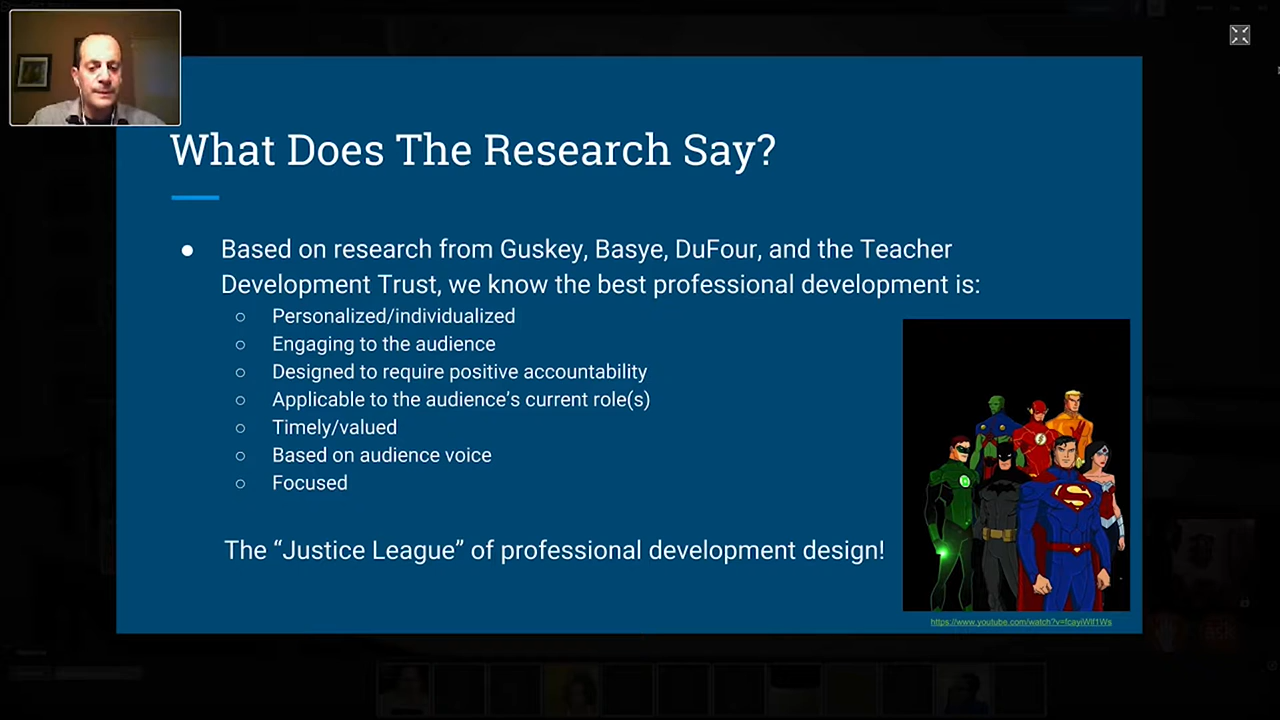 What Does The Research Say?
● Based on research from Guskey, Basye, DuFour, and the Teacher
Development Trust, we know the best professional development is:
○ Personalized/individualized
○ Engaging to the audience
○ Designed to require positive accountability
○ Applicable to the audience's current role(s)
○ Timely/valued
○ Based on audience voice
○ Focused
The “Justice League” of professional development design!